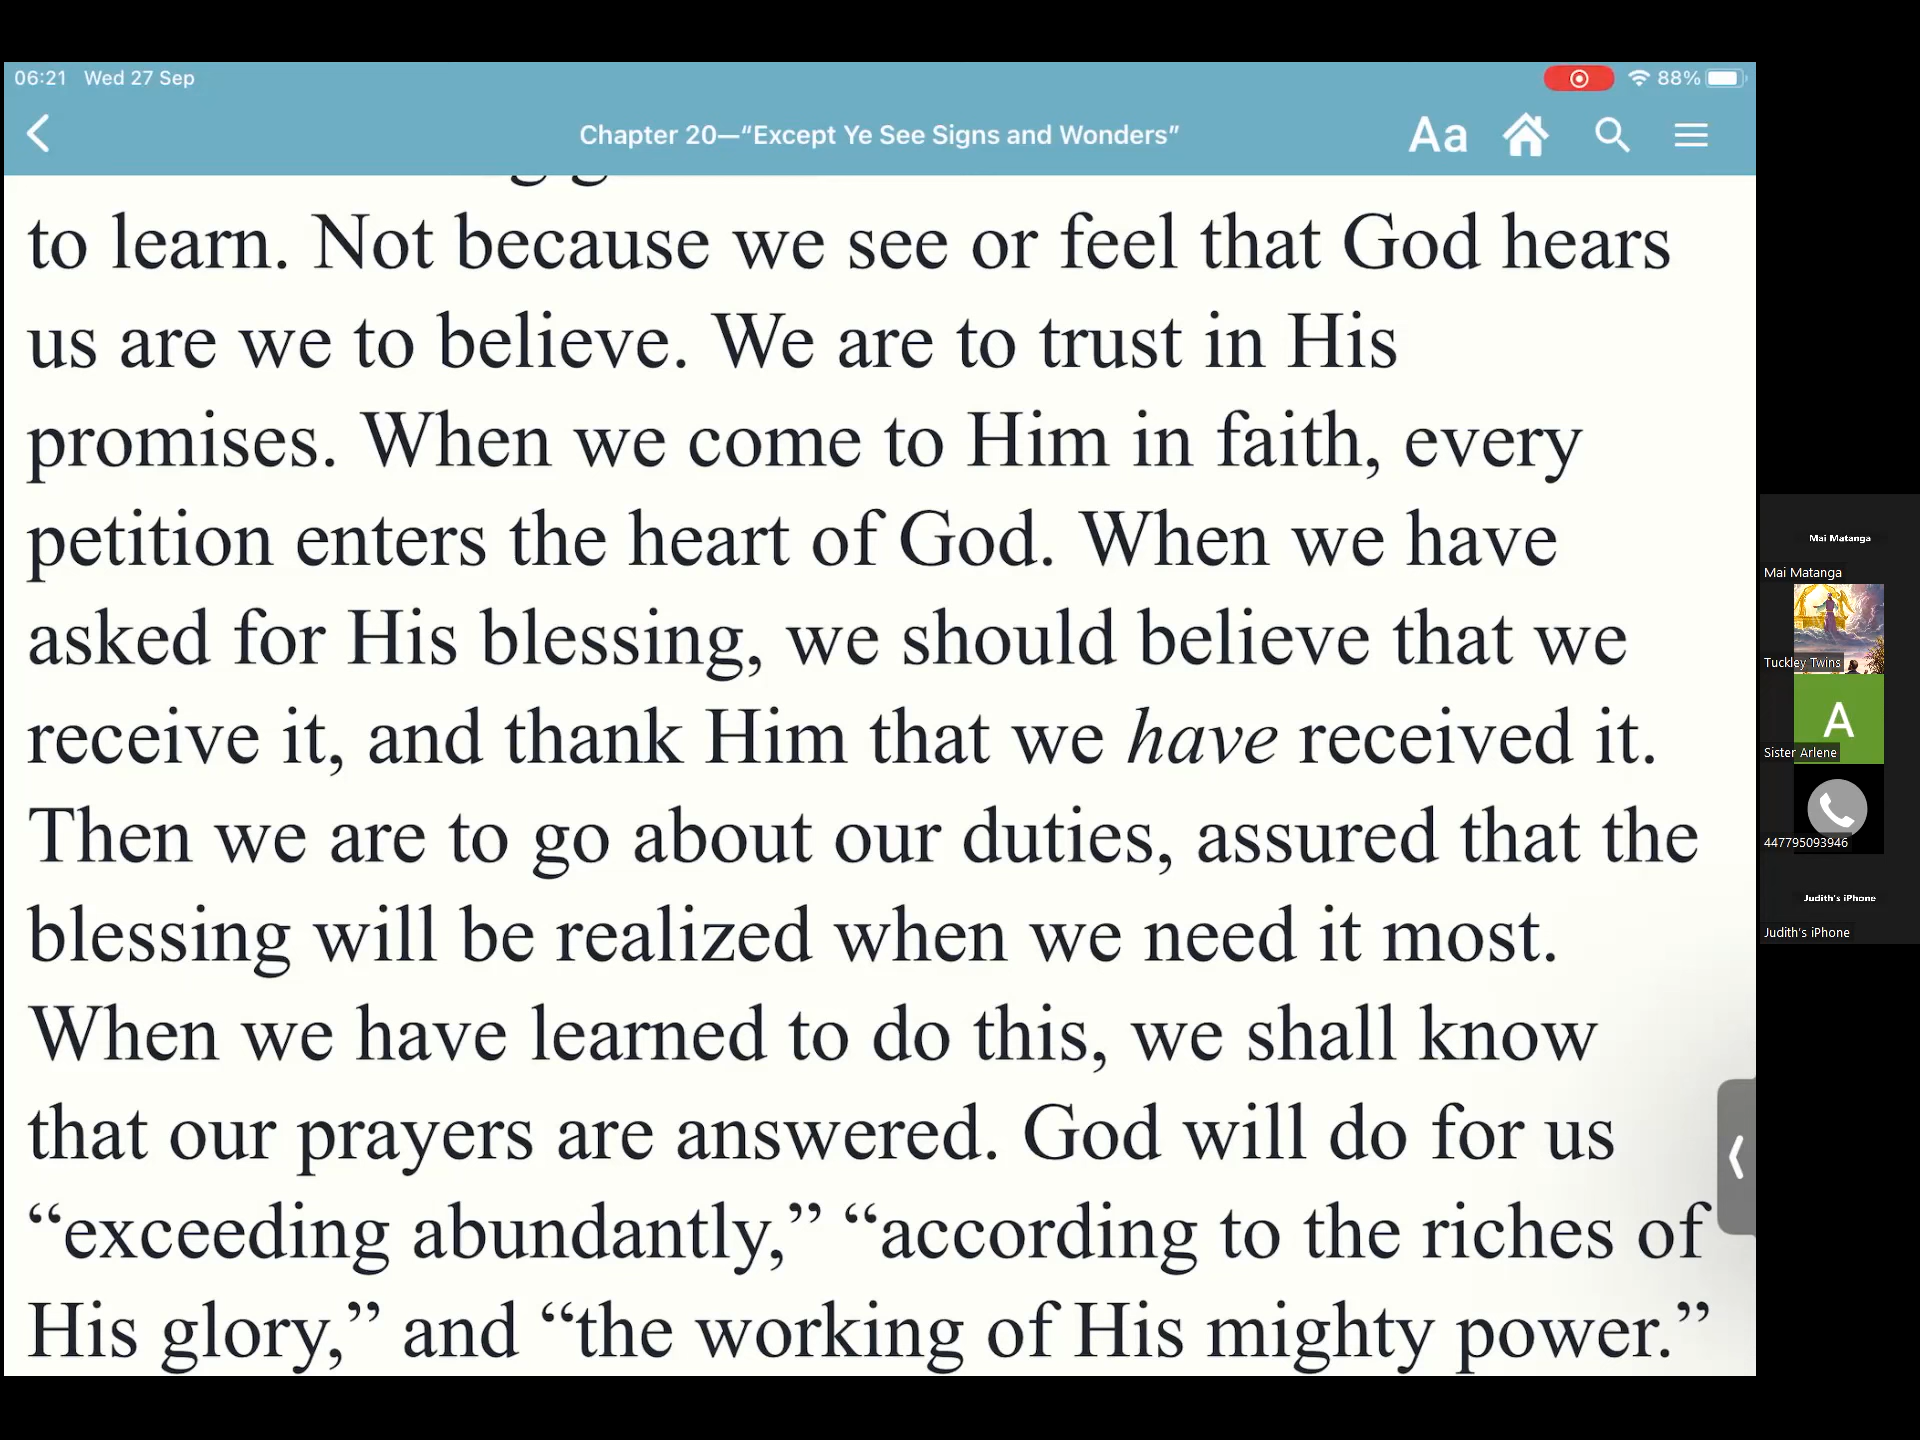 06:21 Wed 27 Sep
88%
Chapter 20—“Except Ye See Signs and Wonders”
Aa
to learn. Not because we see or feel that God hears
us are we to believe. We are to trust in His
promises. When we come to Him in faith, every
petition enters the heart of God. When we have
asked for His blessing, we should believe that we
receive it, and thank Him that we have received it.
Then we are to go about our duties, assured that the
blessing will be realized when we need it most.
When we have learned to do this, we shall know
that our prayers are answered. God will do for us
“exceeding abundantly,” “according to the riches of
His glory,” and “the working of His mighty power.”
Mai Matanga
Mai Matanga
Tuckley Twins
A
Sister Arlene
447795093946
Judith's iPhone
Judith's iPhone